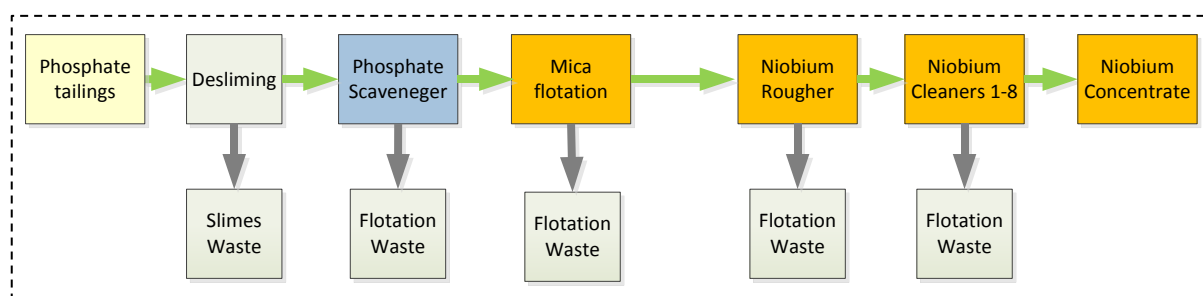 Phosphate
tailings
Desliming
Phosphate
Scaveneger
Mica
flotation
Niobium
Rougher
Niobium
Cleaners 1-8
Niobium
Concentrate
Slimes
Waste
Flotation
Waste
Flotation
Waste
Flotation
Waste
Flotation
Waste